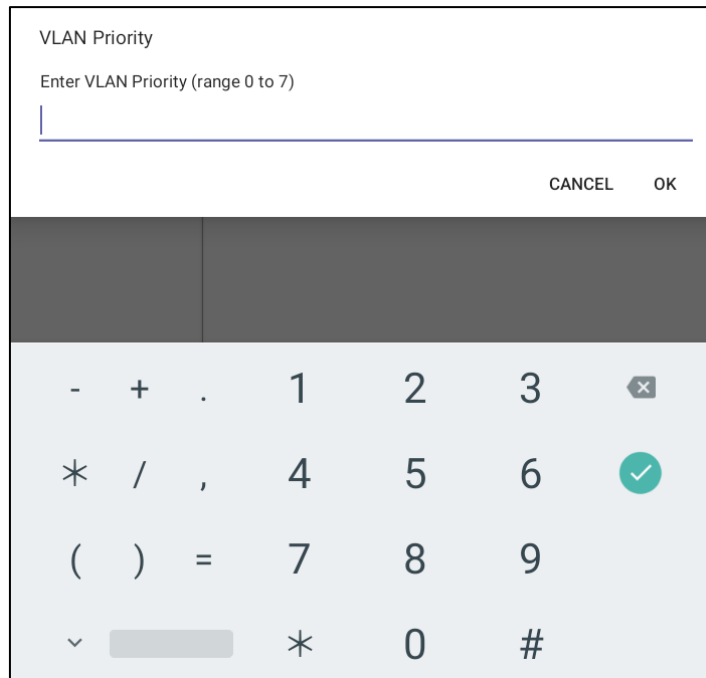 VLAN Priority
Enter VLAN Priority (range 0 to 7)
CANCEL OK
- + . 1 2 3
* / , 4 5 6
( ) = 7 8 9
* 0 #